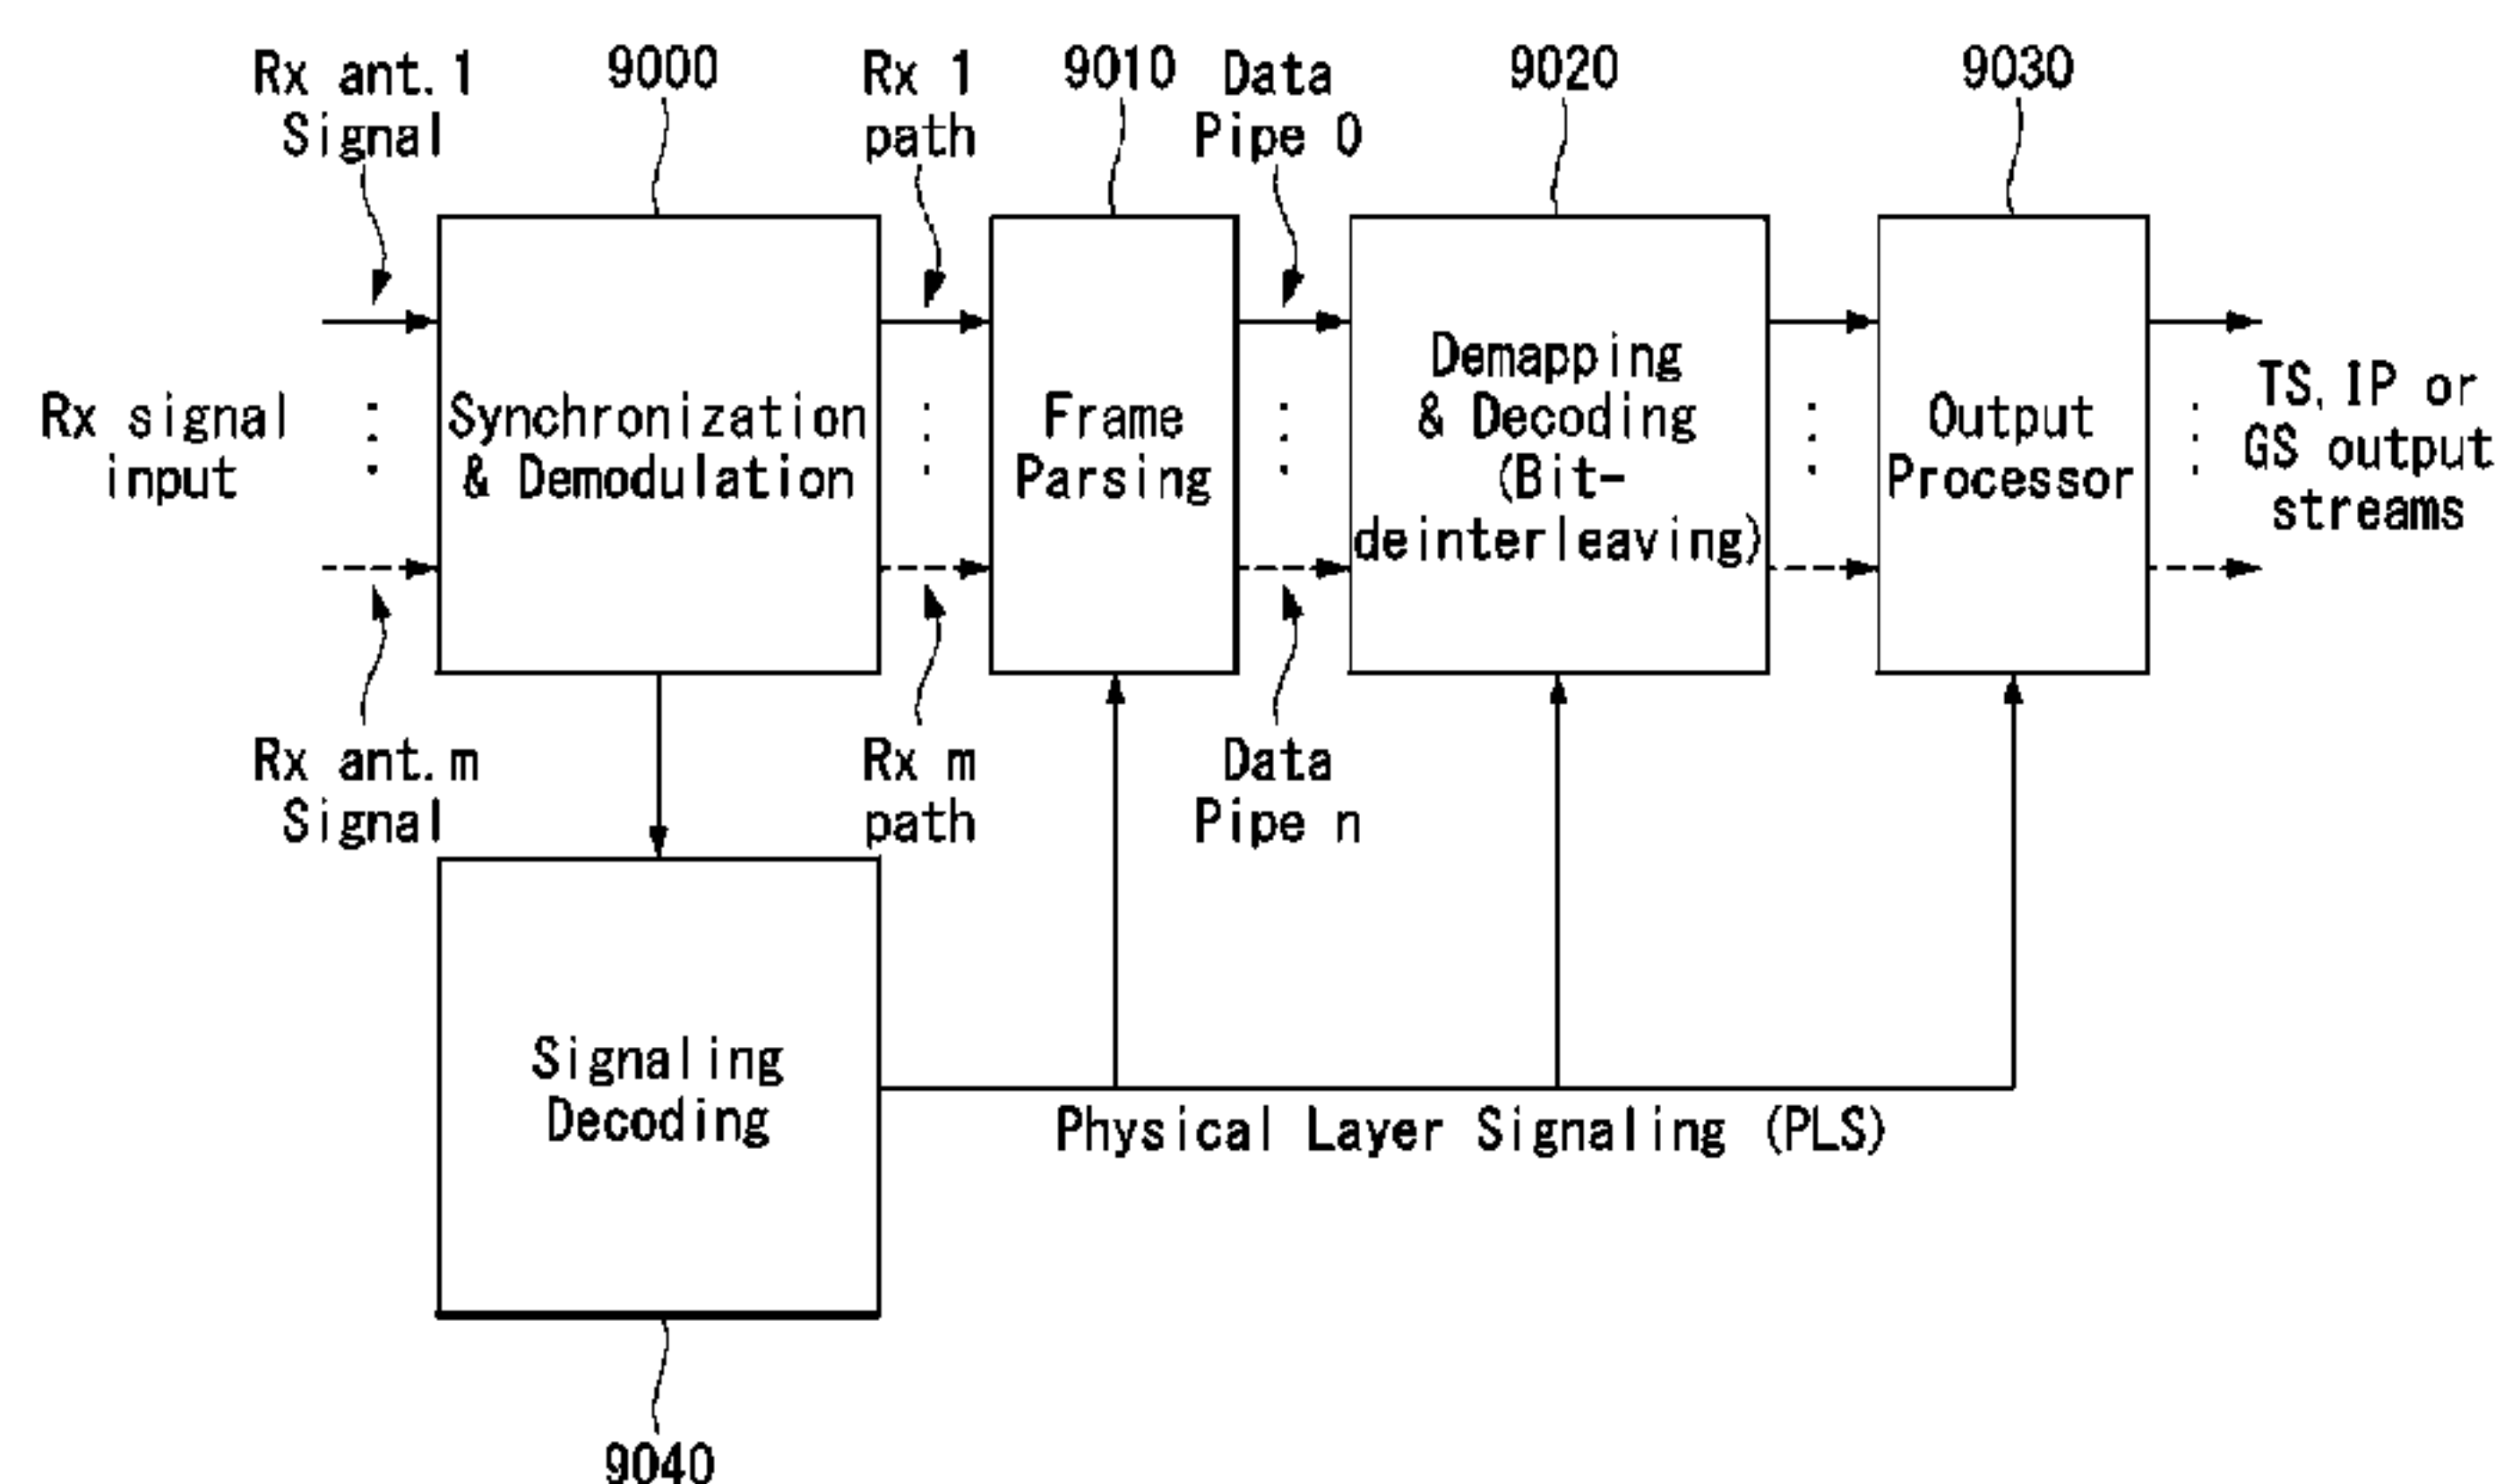 Rx ant.1
Signal
9000
Rx 1
path
9010
Data
Pipe 0
9020
9030
Rx signal
input
Synchronization
& Demodulation
Frame
Parsing
Demapping
& Decoding
(Bit-
deinterleaving)
Output
Processor
TS, IP or
GS output
streams
Rx ant.m
Signal
Rx m
path
Data
Pipe n
Signaling
Decoding
Physical Layer Signaling (PLS)
9040